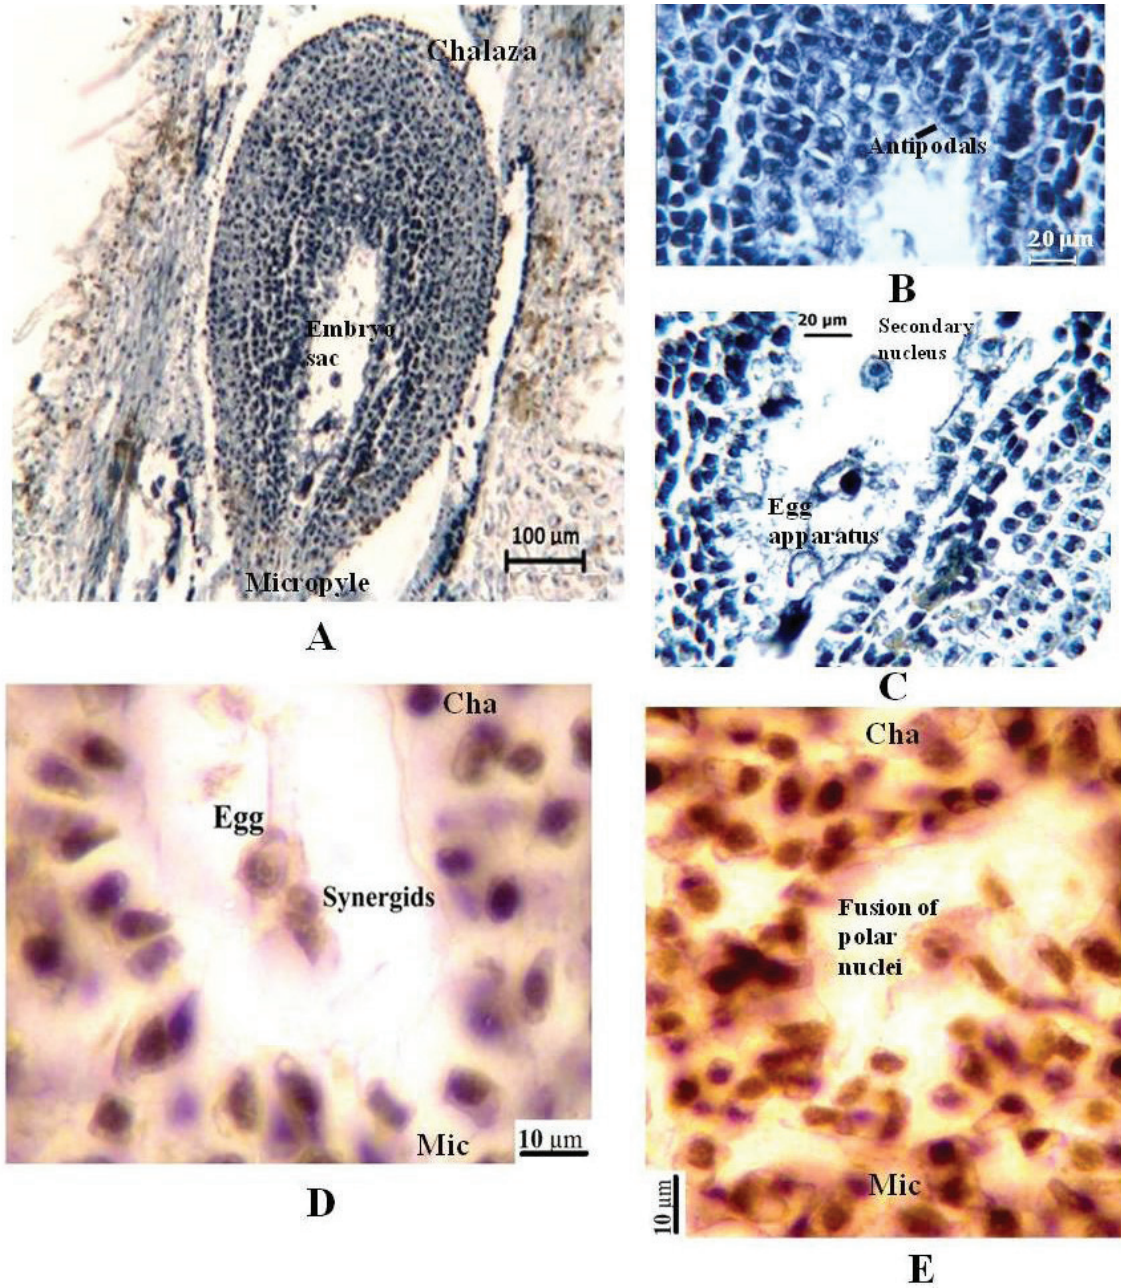 Chalaza
Embryo
sac
100 µm
Micropyle
A
Antipodals
20 µm
B
20 µm
Secondary
nucleus
Egg
apparatus
C
Cha
Egg
Synergids
Mic
10 µm
D
Cha
Fusion of
polar
nuclei
Mic
10 µm
E